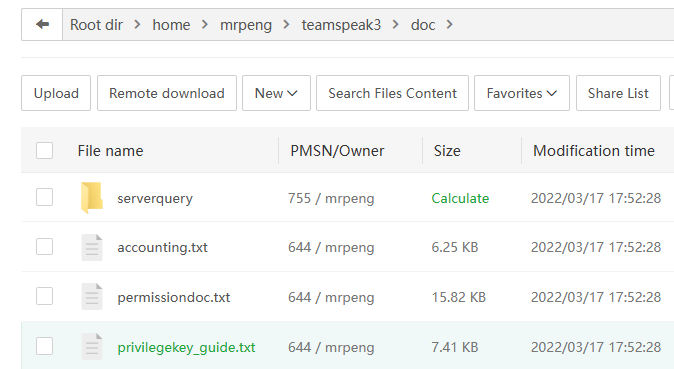 Root dir > home > mrpeng > teamspeak3 > doc >
Upload Remote download New Search Files Content Favorites Share List
File name PMSN/Owner Size Modification time
serverquery 755 / mrpeng Calculate 2022/03/17 17:52:28
accounting.txt 644 / mrpeng 6.25 KB 2022/03/17 17:52:28
permissiondoc.txt 644 / mrpeng 15.82 KB 2022/03/17 17:52:28
privilegekey_guide.txt 644 / mrpeng 7.41 KB 2022/03/17 17:52:28